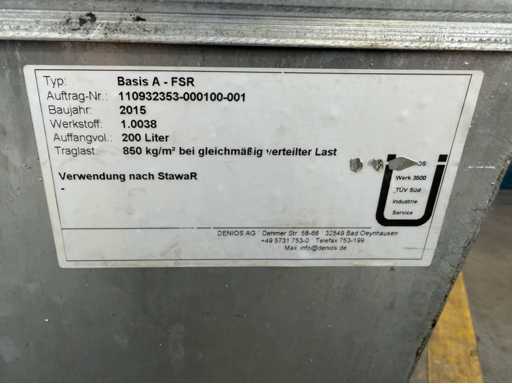 Typ: Basis A - FSR
Auftrag-Nr.: 110932353-000100-001
Baujahr: 2015
Werkstoff: 1.0038
Auffangvol.: 200 Liter
Traglast: 850 kg/m² bei gleichmäßig verteilter Last
Verwendung nach StawaR
-
OS
Werk 3500
TÜV Süd
Industrie
Service
DENIOS AG Dehmer Str. 58-66 32549 Bad Oeynhausen
+49 5731 753-0 Telefax 753-199
Mail: info@denios.de